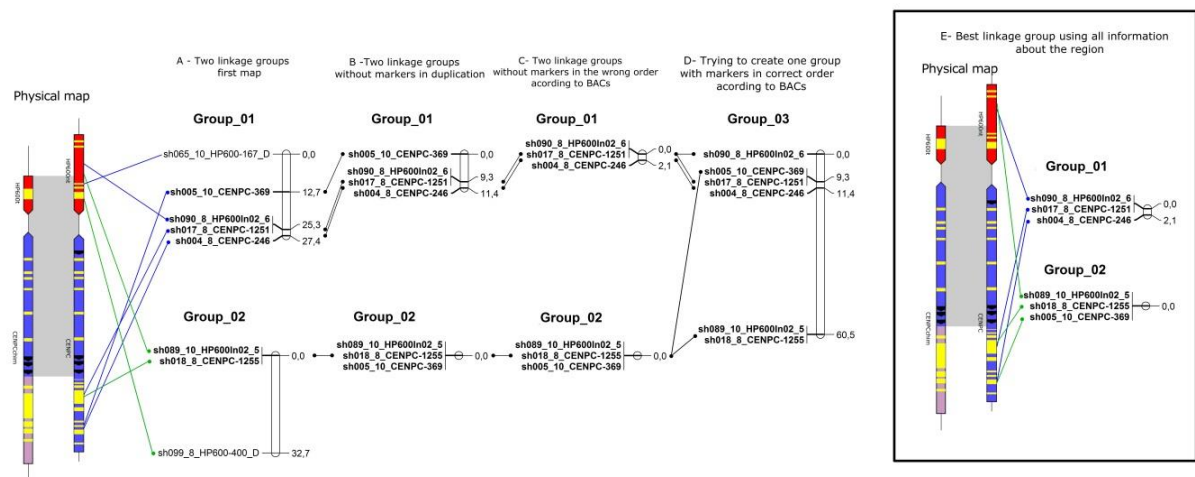 A - Two linkage groups
first map
B -Two linkage groups
without markers in duplication
C- Two linkage groups
without markers in the wrong order
acording to BACs
D- Trying to create one group
with markers in correct order
acording to BACs
E- Best linkage group using all information
about the region
Physical map
HP600t
HP600ht
CENPCchim
CENPC
Group_01
sh065_10_HP600-167_D 0,0
sh005_10_CENPC-369 12,7
sh090_8_HP600In02_6 25,3
sh017_8_CENPC-1251
sh004_8_CENPC-246 27,4
Group_02
sh089_10_HP600In02_5
sh018_8_CENPC-1255 0,0
sh099_8_HP600-400_D 32,7
Group_01
sh005_10_CENPC-369 0,0
sh090_8_HP600In02_6 9,3
sh017_8_CENPC-1251
sh004_8_CENPC-246 11,4
Group_02
sh089_10_HP600In02_5
sh018_8_CENPC-1255 0,0
sh005_10_CENPC-369
Group_01
sh090_8_HP600In02_6 0,0
sh017_8_CENPC-1251
sh004_8_CENPC-246 2,1
Group_02
sh089_10_HP600In02_5
sh018_8_CENPC-1255 0,0
sh005_10_CENPC-369
Group_03
sh090_8_HP600In02_6 0,0
sh005_10_CENPC-369
sh017_8_CENPC-1251 9,3
sh004_8_CENPC-246 11,4
sh089_10_HP600In02_5
sh018_8_CENPC-1255 60,5
Physical map
HP600t
HP600ht
CENPCchim
CENPC
Group_01
sh090_8_HP600In02_6 0,0
sh017_8_CENPC-1251
sh004_8_CENPC-246 2,1
Group_02
sh089_10_HP600In02_5
sh018_8_CENPC-1255 0,0
sh005_10_CENPC-369